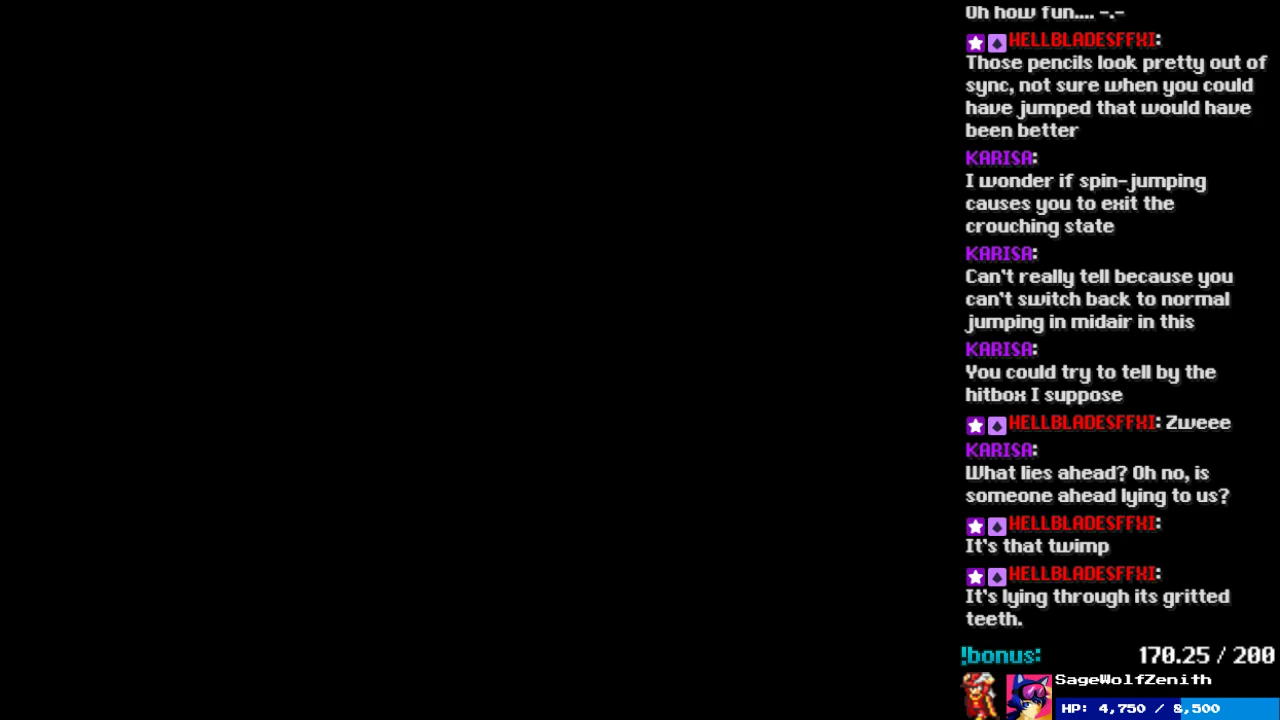 Oh how fun.... -.-
HELLBLADESFFXI:
Those pencils look pretty out of
sync, not sure when you could
have jumped that would have
been better
KARISA:
I wonder if spin-jumping
causes you to exit the
crouching state
KARISA:
Can't really tell because you
can't switch back to normal
jumping in midair in this
KARISA:
You could try to tell by the
hitbox I suppose
HELLBLADESFFXI: Zweee
KARISA:
What lies ahead? Oh no, is
someone ahead lying to us?
HELLBLADESFFXI:
It's that twimp
HELLBLADESFFXI:
It's lying through its gritted
teeth.
!bonus: 170.25 / 200
SageWolfZenith
HP: 4,750 / 8,500